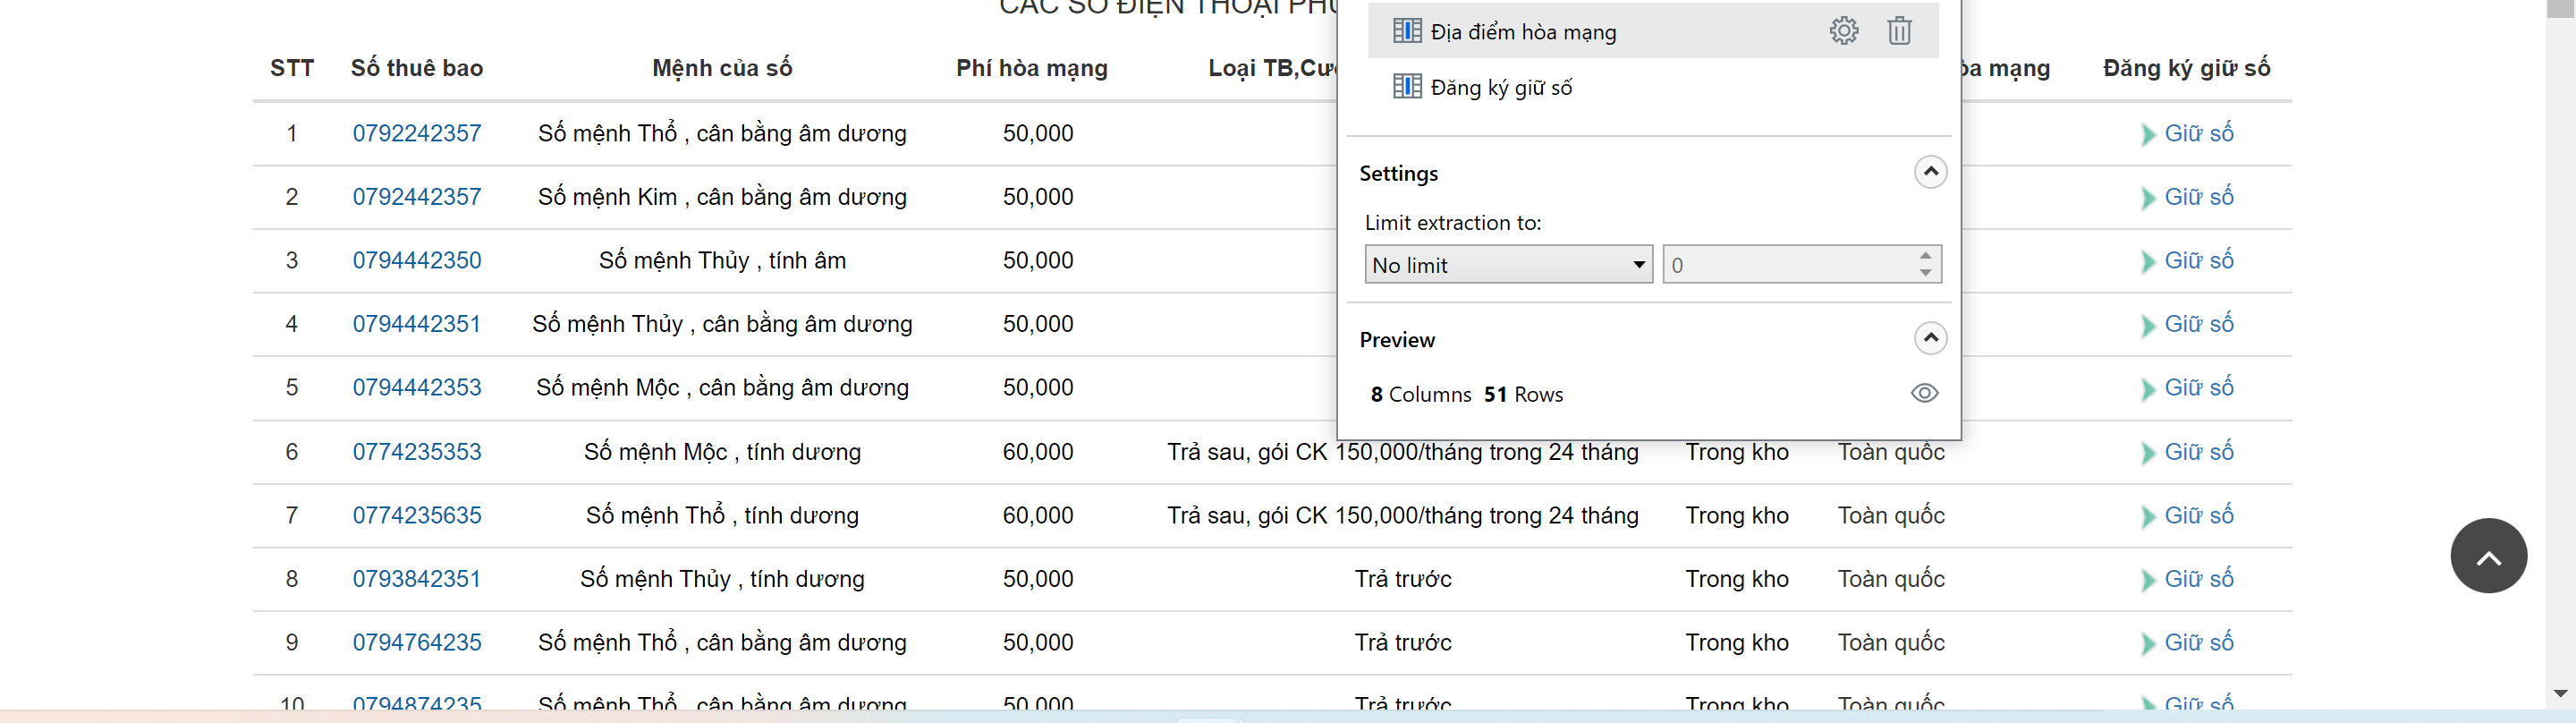 CÁC SỐ ĐIỆN THOẠI PHÙ
Địa điểm hòa mạng
STT Số thuê bao Mệnh của số Phí hòa mạng Loại TB,Cư òa mạng Đăng ký giữ số
Đăng ký giữ số
1 0792242357 Số mệnh Thổ , cân bằng âm dương 50,000 Giữ số
Settings
2 0792442357 Số mệnh Kim , cân bằng âm dương 50,000 Giữ số
Limit extraction to:
3 0794442350 Số mệnh Thủy , tính âm 50,000 Giữ số
No limit 0
4 0794442351 Số mệnh Thủy , cân bằng âm dương 50,000 Giữ số
Preview
5 0794442353 Số mệnh Mộc , cân bằng âm dương 50,000 Giữ số
8 Columns 51 Rows
6 0774235353 Số mệnh Mộc , tính dương 60,000 Trả sau, gói CK 150,000/tháng trong 24 tháng Trong kho Toàn quốc Giữ số
7 0774235635 Số mệnh Thổ , tính dương 60,000 Trả sau, gói CK 150,000/tháng trong 24 tháng Trong kho Toàn quốc Giữ số
8 0793842351 Số mệnh Thủy , tính dương 50,000 Trả trước Trong kho Toàn quốc Giữ số
9 0794764235 Số mệnh Thổ , cân bằng âm dương 50,000 Trả trước Trong kho Toàn quốc Giữ số
10 0794874235 Số mệnh Thổ , cân bằng âm dương 50,000 Trả trước Trong kho Toàn quốc Giữ số